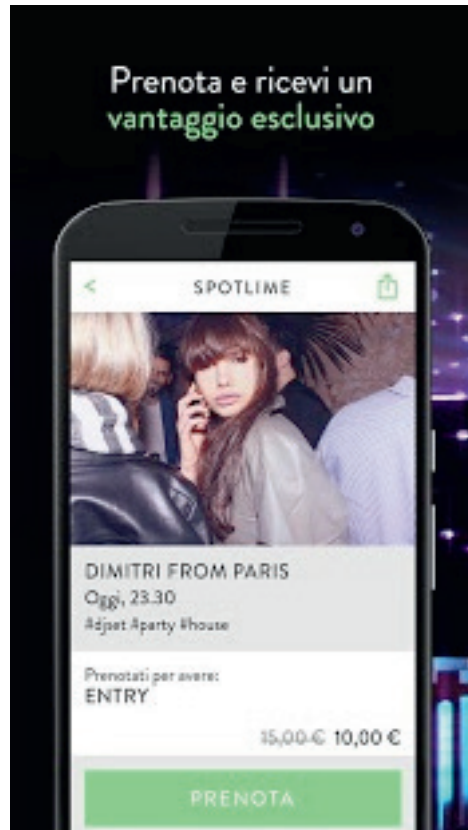 Prenota e ricevi un
vantaggio esclusivo
< SPOTLIME
DIMITRI FROM PARIS
Oggi, 23.30
#djset #party #house
Prenotati per avere:
ENTRY
15,00 € 10,00 €
PRENOTA